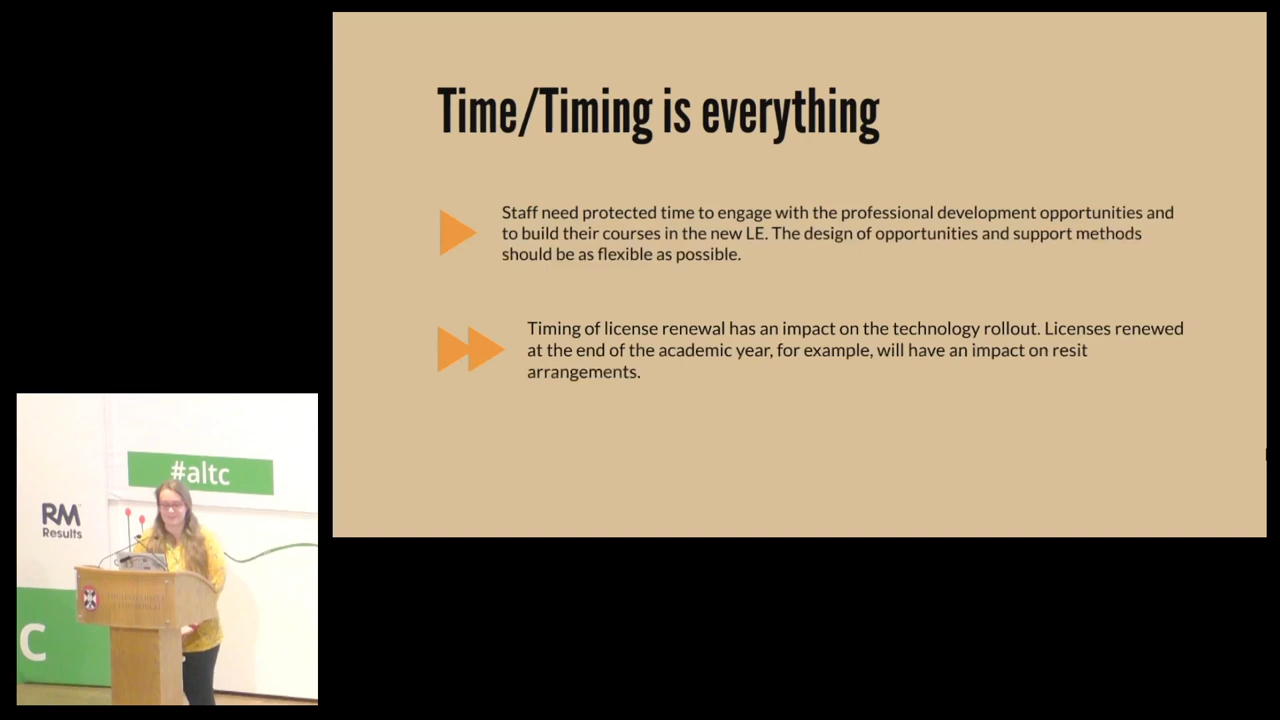 Time/Timing is everything
Staff need protected time to engage with the professional development opportunities and
to build their courses in the new LE. The design of opportunities and support methods
should be as flexible as possible.
Timing of license renewal has an impact on the technology rollout. Licenses renewed
at the end of the academic year, for example, will have an impact on resit
arrangements.
#altc
RM
Results
C